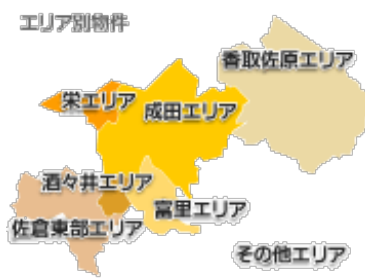 エリア別物件
香取佐原エリア
栄エリア
成田エリア
酒々井エリア
富里エリア
佐倉東部エリア
その他エリア